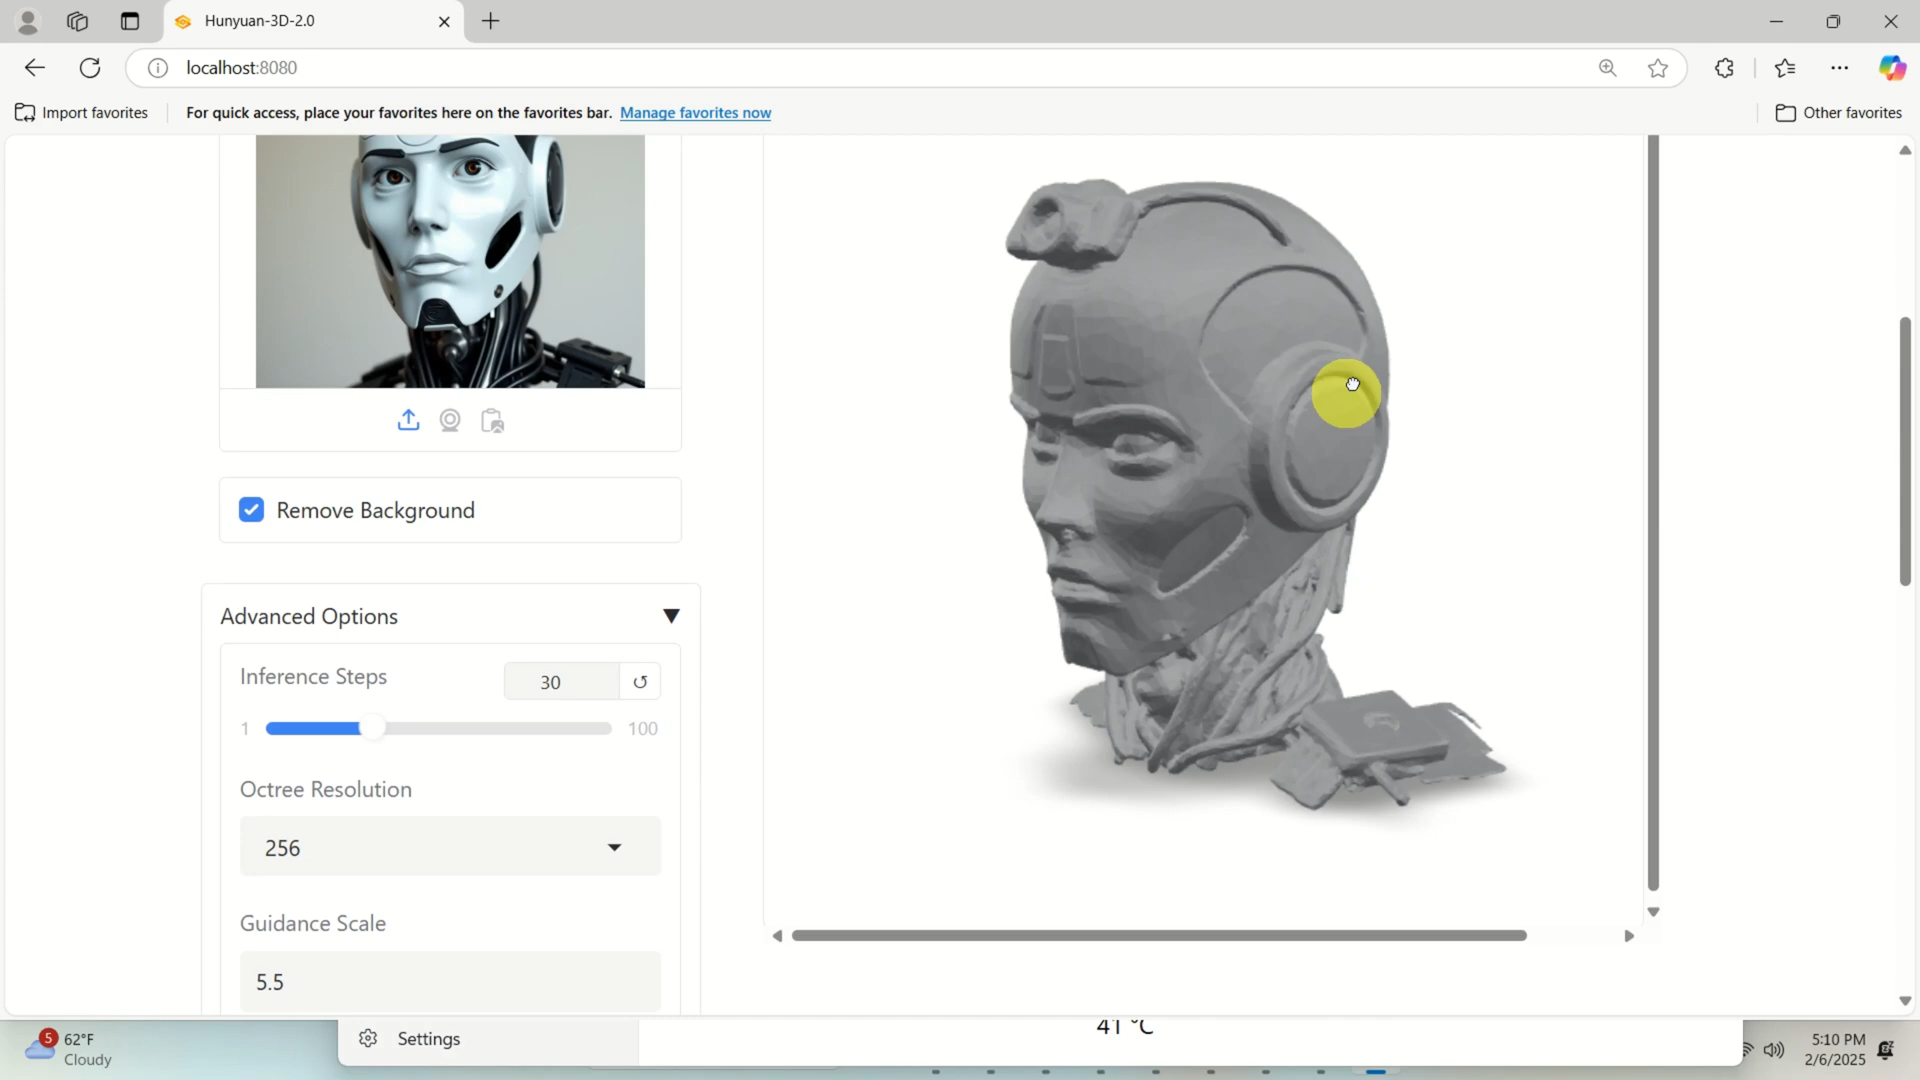 Hunyuan-3D-2.0
localhost:8080
Import favorites
For quick access, place your favorites here on the favorites bar. Manage favorites now
Other favorites
Remove Background
Advanced Options
Inference Steps
30
1
100
Octree Resolution
256
Guidance Scale
5.5
5
62°F
Cloudy
Settings
41 °C
5:10 PM
2/6/2025